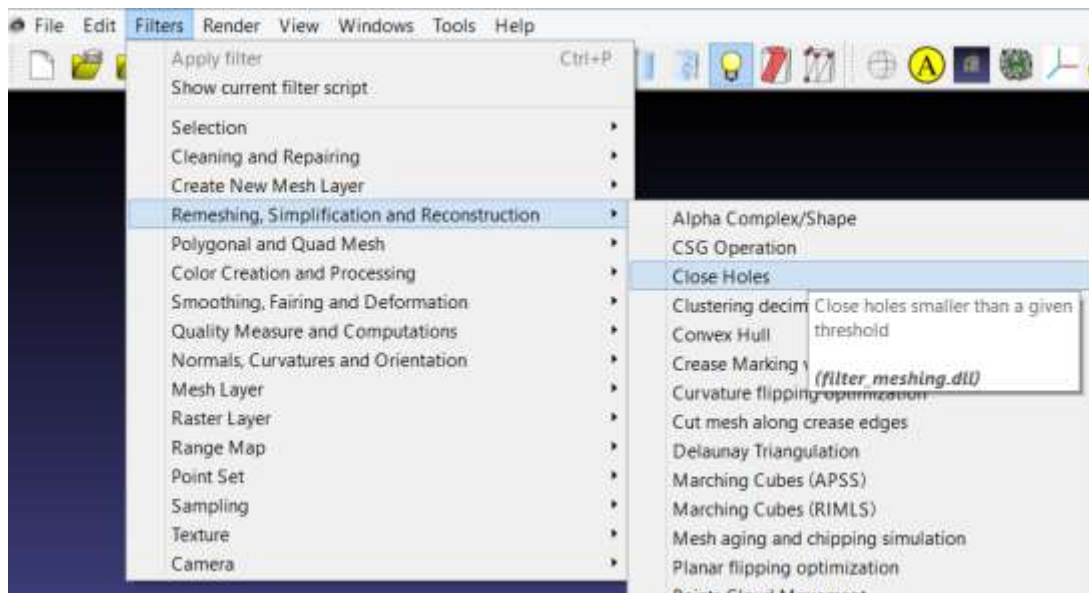 File Edit Filters Render View Windows Tools Help
Apply filter Ctrl+P
Show current filter script
A
Selection
Cleaning and Repairing
Create New Mesh Layer
Remeshing, Simplification and Reconstruction
Polygonal and Quad Mesh
Color Creation and Processing
Smoothing, Fairing and Deformation
Quality Measure and Computations
Normals, Curvatures and Orientation
Mesh Layer
Raster Layer
Range Map
Point Set
Sampling
Texture
Camera
Alpha Complex/Shape
CSG Operation
Close Holes
Clustering decim
Close holes smaller than a given
threshold
(filter_meshing.dll)
Convex Hull
Crease Marking
Curvature flipping optimization
Cut mesh along crease edges
Delaunay Triangulation
Marching Cubes (APSS)
Marching Cubes (RIMLS)
Mesh aging and chipping simulation
Planar flipping optimization
Points Cloud Movement